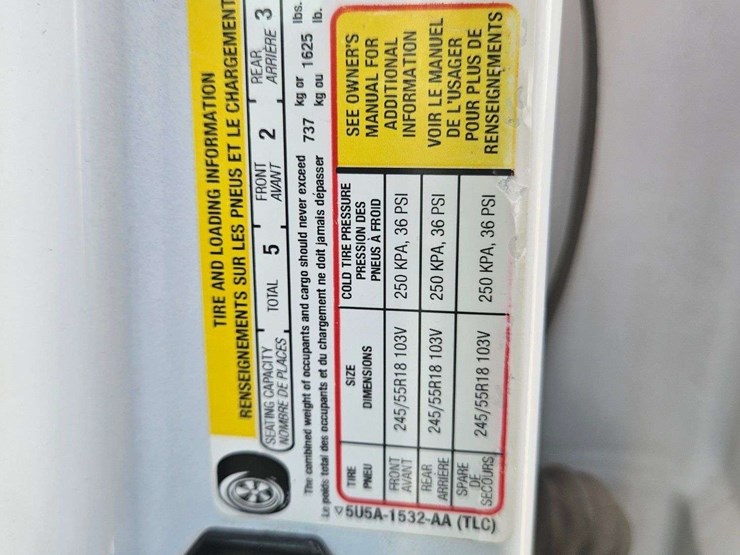 TIRE AND LOADING INFORMATION
RENSEIGNEMENTS SUR LES PNEUS ET LE CHARGEMENT
SEATING CAPACITY
NOMBRE DE PLACES
TOTAL 5
FRONT
AVANT
2
REAR
ARRIÈRE
3
The combined weight of occupants and cargo should never exceed 737 kg or 1625 lbs.
Le poids total des occupants et du chargement ne doit jamais dépasser kg ou lb.
TIRE
PNEU
SIZE
DIMENSIONS
COLD TIRE PRESSURE
PRESSION DES
PNEUS À FROID
FRONT
AVANT
245/55R18 103V
250 KPA, 36 PSI
REAR
ARRIÈRE
245/55R18 103V
250 KPA, 36 PSI
SPARE
DE
SECOURS
245/55R18 103V
250 KPA, 36 PSI
SEE OWNER'S
MANUAL FOR
ADDITIONAL
INFORMATION
VOIR LE MANUEL
DE L'USAGER
POUR PLUS DE
RENSEIGNEMENTS
▽5U5A-1532-AA (TLC)